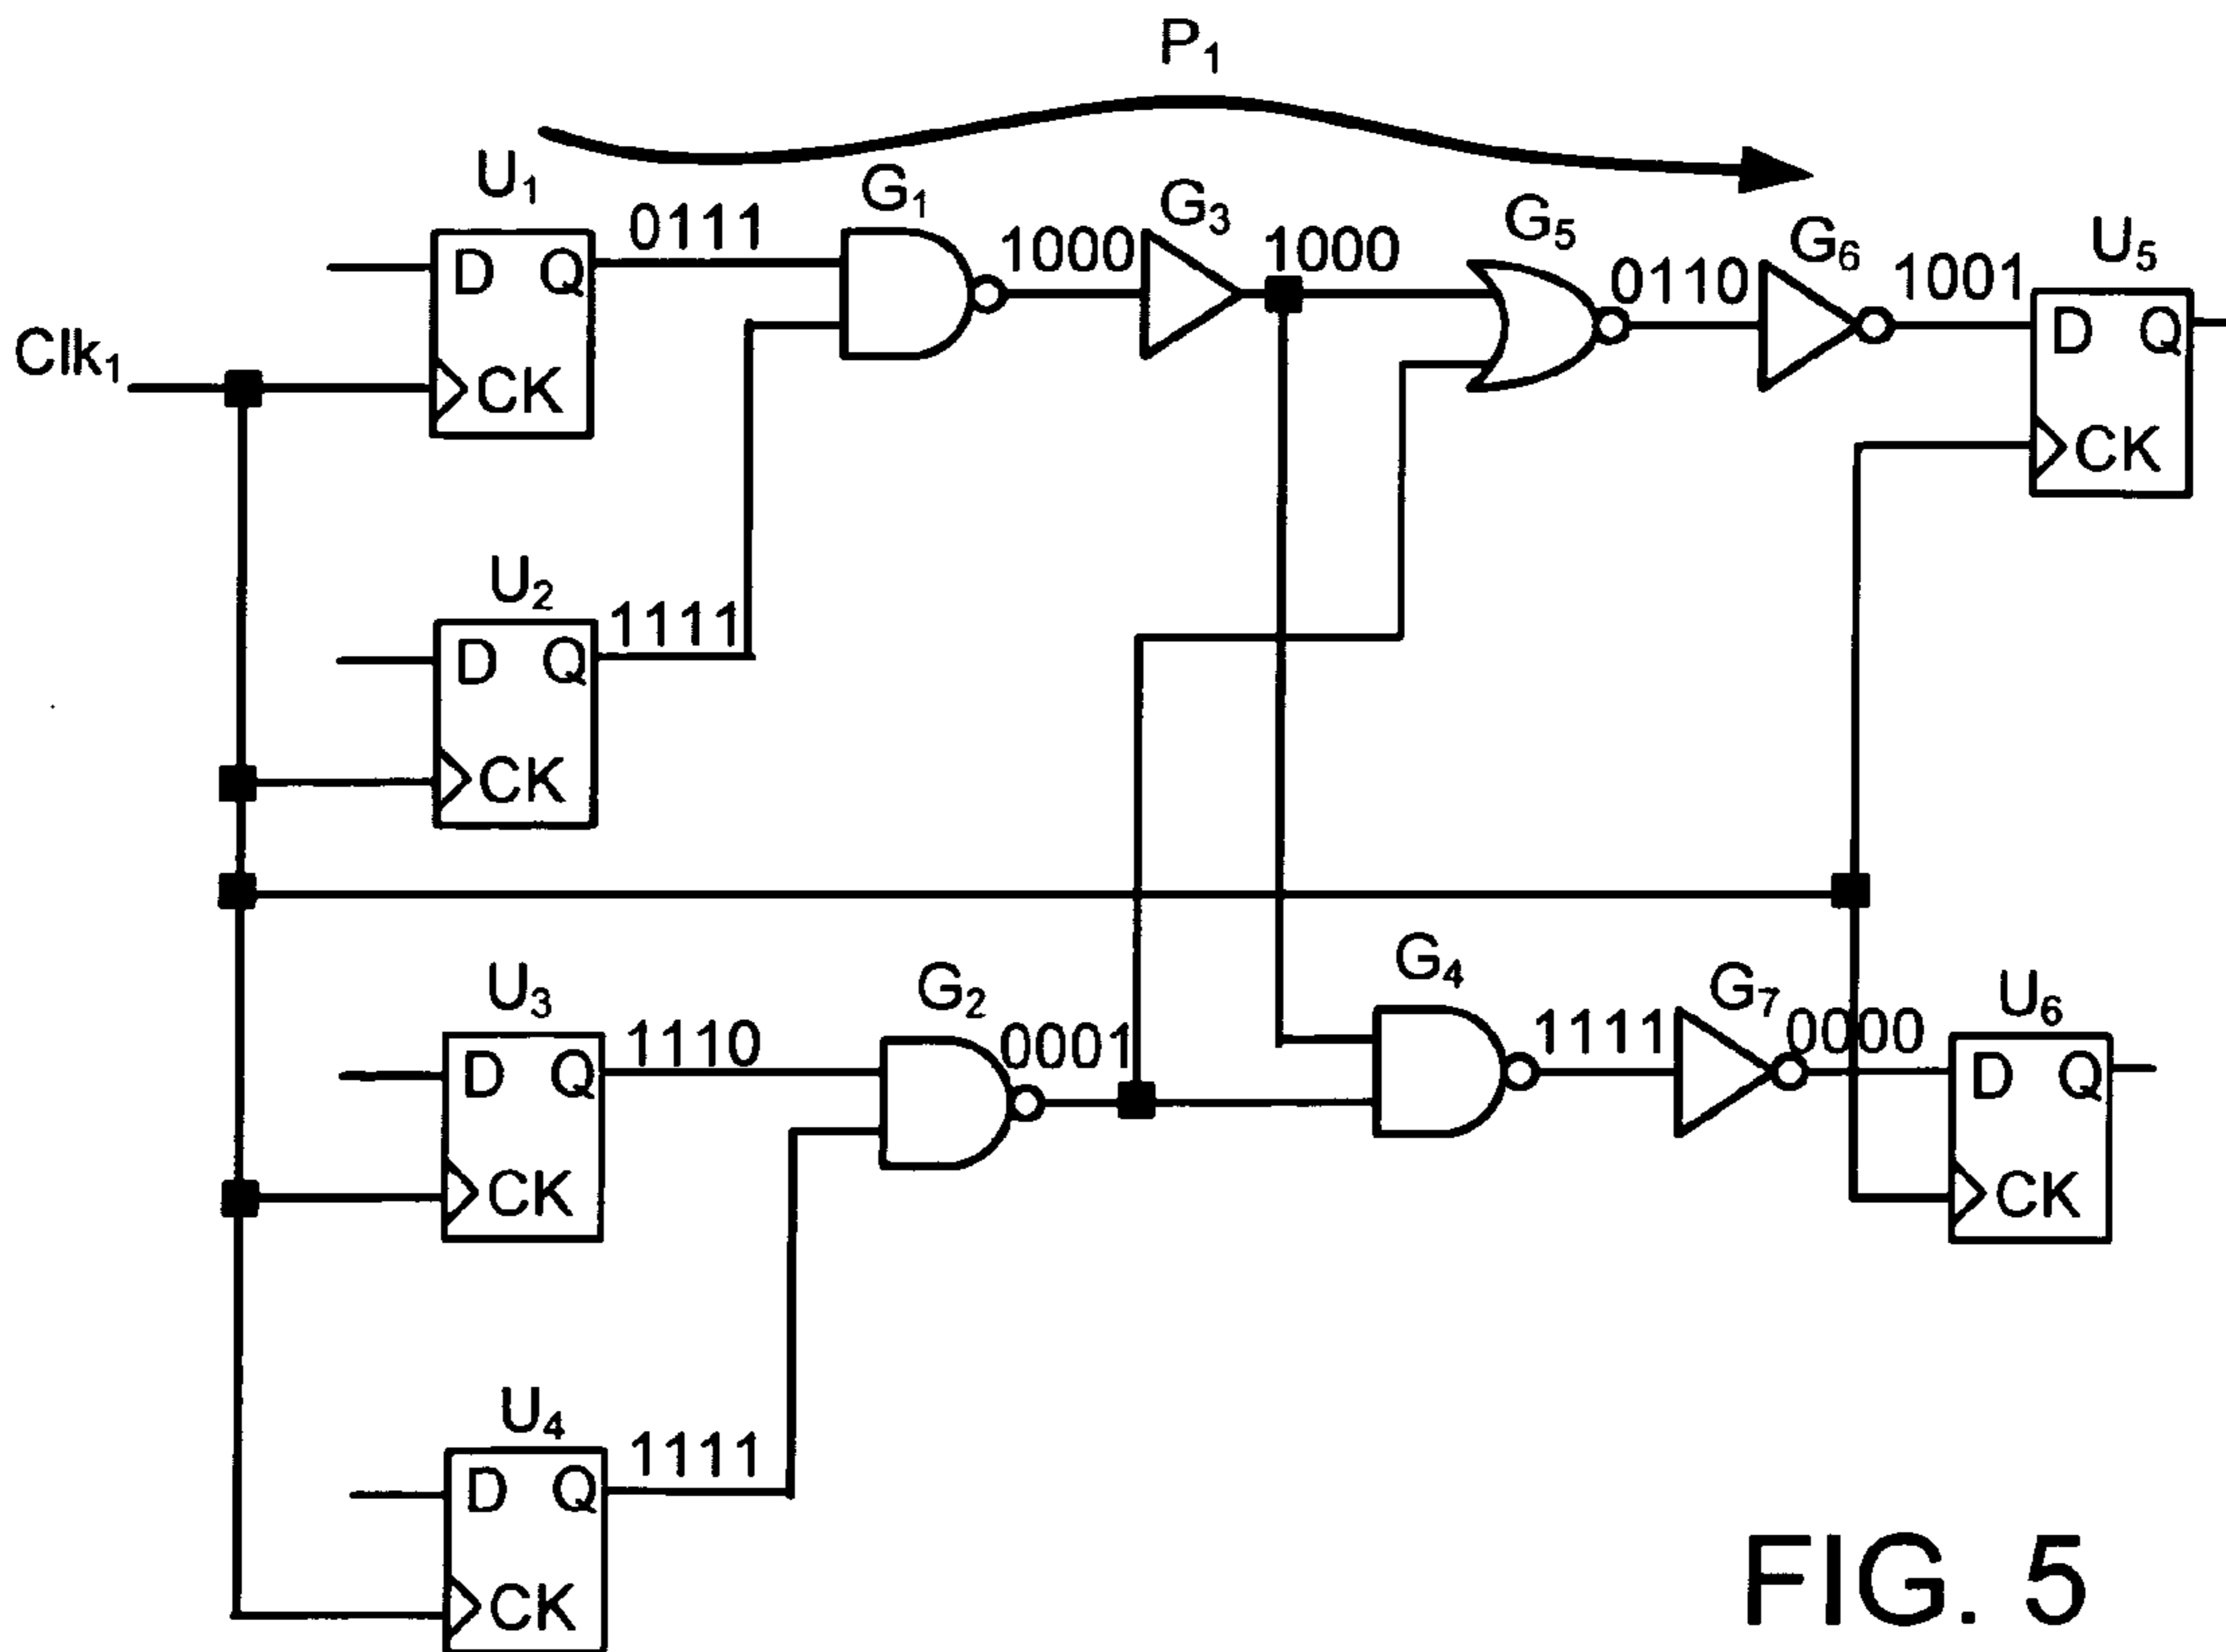 P₁
U₁
0111
G₁
1000
G₃
1000
G₅
0110
G₆
1001
U₅
D Q
CK
Clk₁
D Q
CK
U₂
1111
D Q
CK
U₃
1110
G₂
0001
G₄
1111
G₇
0000
U₆
D Q
CK
D Q
CK
U₄
1111
D Q
CK
FIG. 5